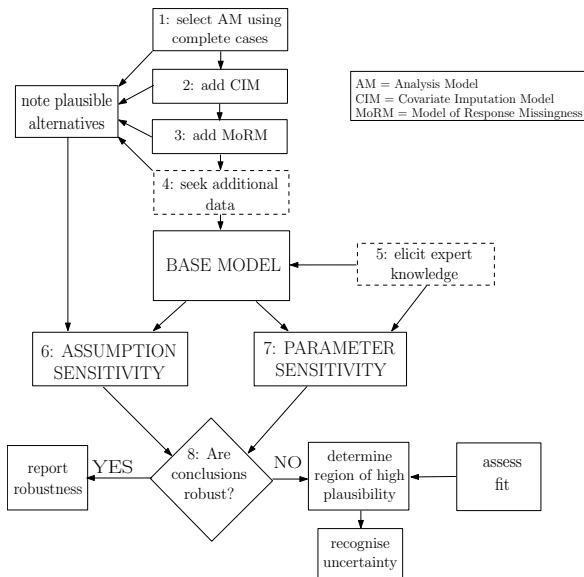 1: select AM using
complete cases
note plausible
alternatives
2: add CIM
AM = Analysis Model
CIM = Covariate Imputation Model
MoRM = Model of Response Missingness
3: add MoRM
4: seek additional
data
BASE MODEL
5: elicit expert
knowledge
6: ASSUMPTION
SENSITIVITY
7: PARAMETER
SENSITIVITY
8: Are
conclusions
robust?
YES
NO
report
robustness
determine
region of high
plausibility
assess
fit
recognise
uncertainty